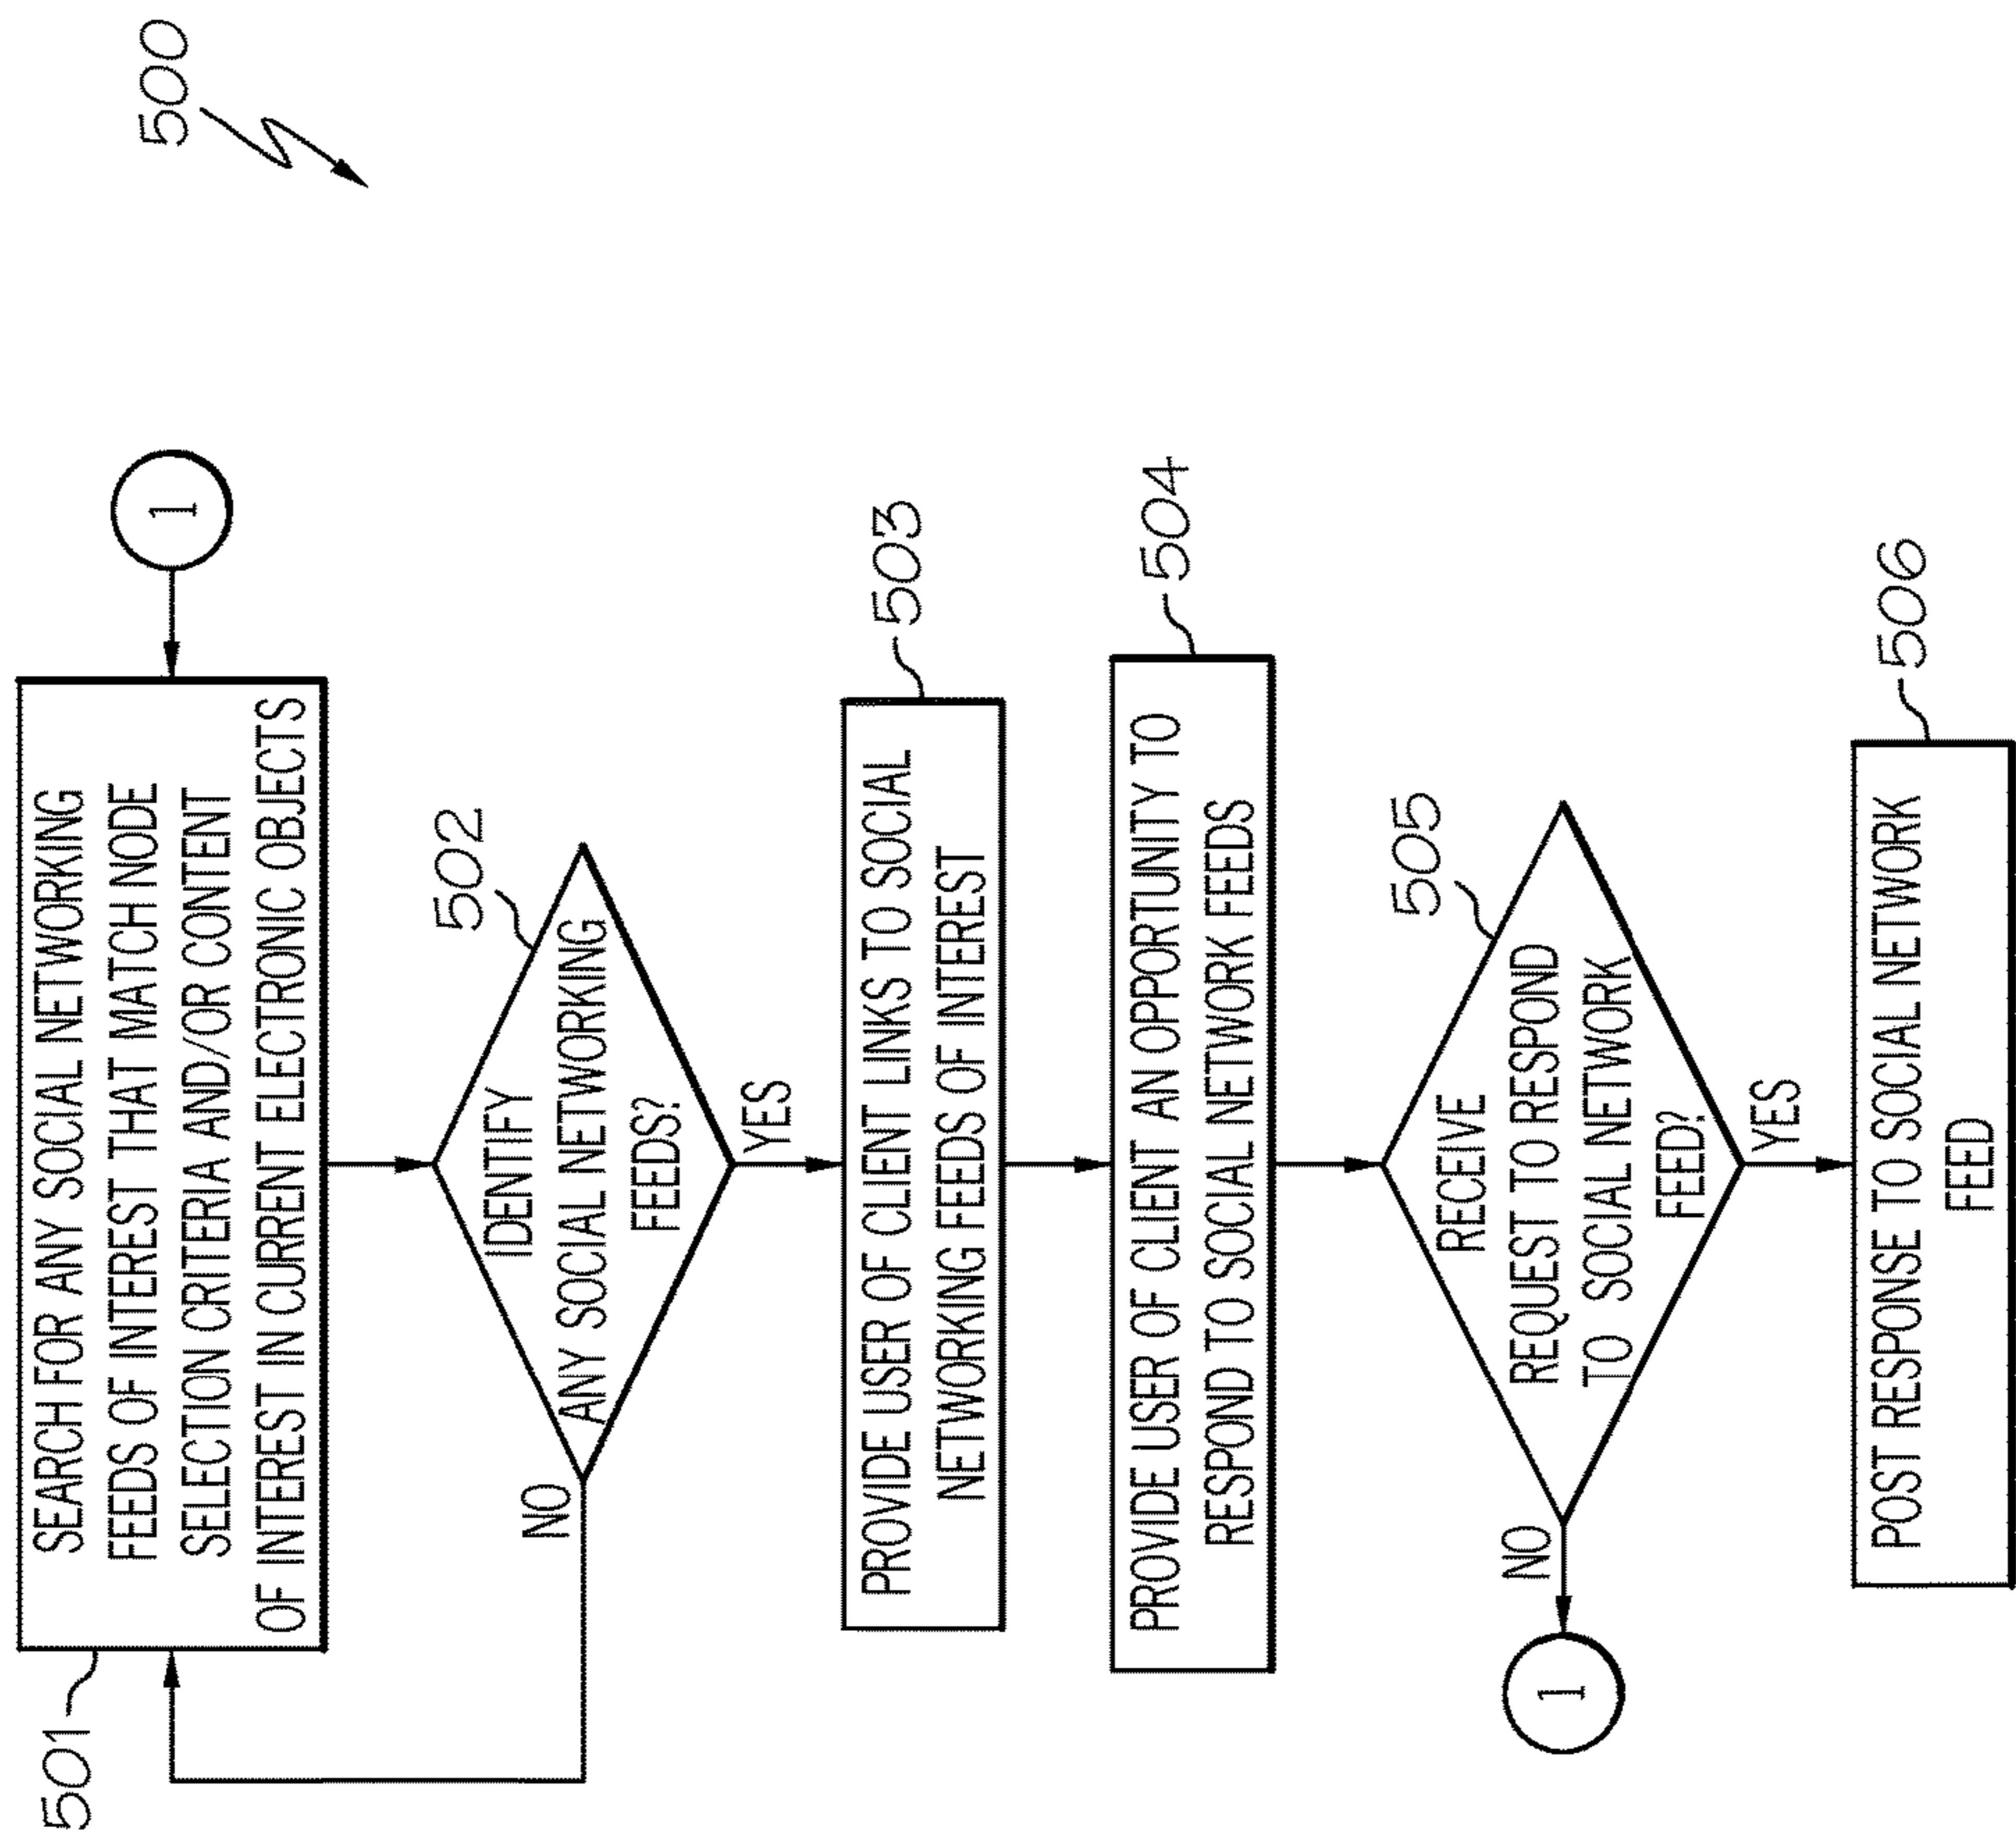 500
1
501
SEARCH FOR ANY SOCIAL NETWORKING
FEEDS OF INTEREST THAT MATCH NODE
SELECTION CRITERIA AND/OR CONTENT
OF INTEREST IN CURRENT ELECTRONIC OBJECTS
502
IDENTIFY
ANY SOCIAL NETWORKING
FEEDS?
NO
YES
503
PROVIDE USER OF CLIENT LINKS TO SOCIAL
NETWORKING FEEDS OF INTEREST
504
PROVIDE USER OF CLIENT AN OPPORTUNITY TO
RESPOND TO SOCIAL NETWORK FEEDS
505
RECEIVE
REQUEST TO RESPOND
TO SOCIAL NETWORK
FEED?
NO
1
YES
506
POST RESPONSE TO SOCIAL NETWORK
FEED